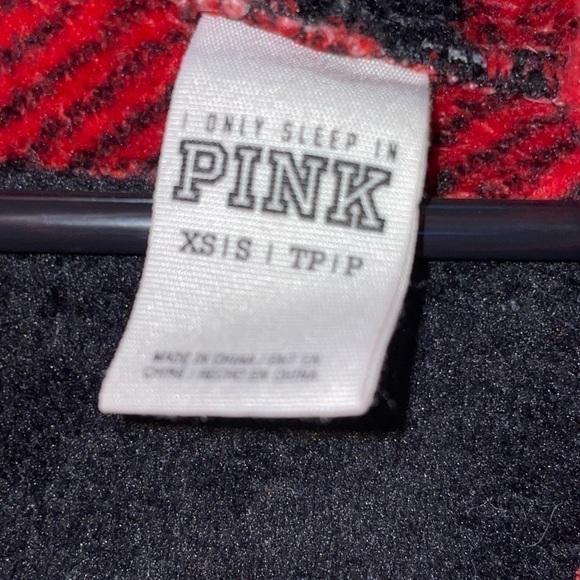 I ONLY SLEEP IN
PINK
XS|S | TP|P
MADE IN CHINA / FAIT EN
CHINE / HECHO EN CHINA